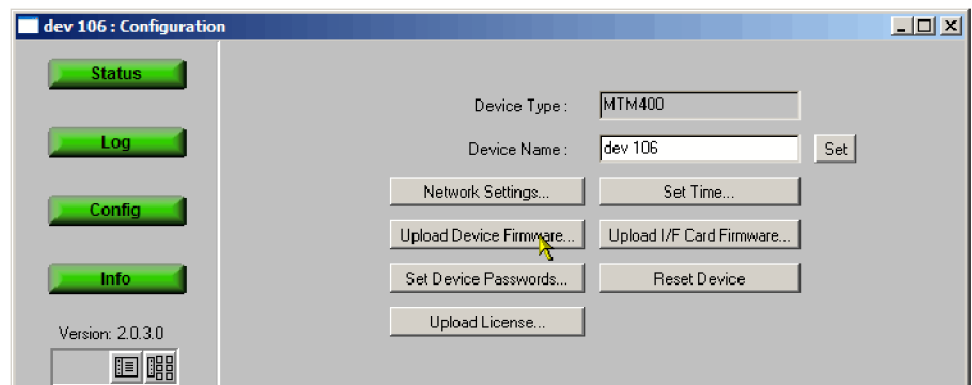 dev 106 : Configuration
Status
Log
Config
Info
Version: 2.0.3.0
Device Type : MTM400
Device Name : dev 106 Set
Network Settings... Set Time...
Upload Device Firmware... Upload I/F Card Firmware...
Set Device Passwords... Reset Device
Upload License...